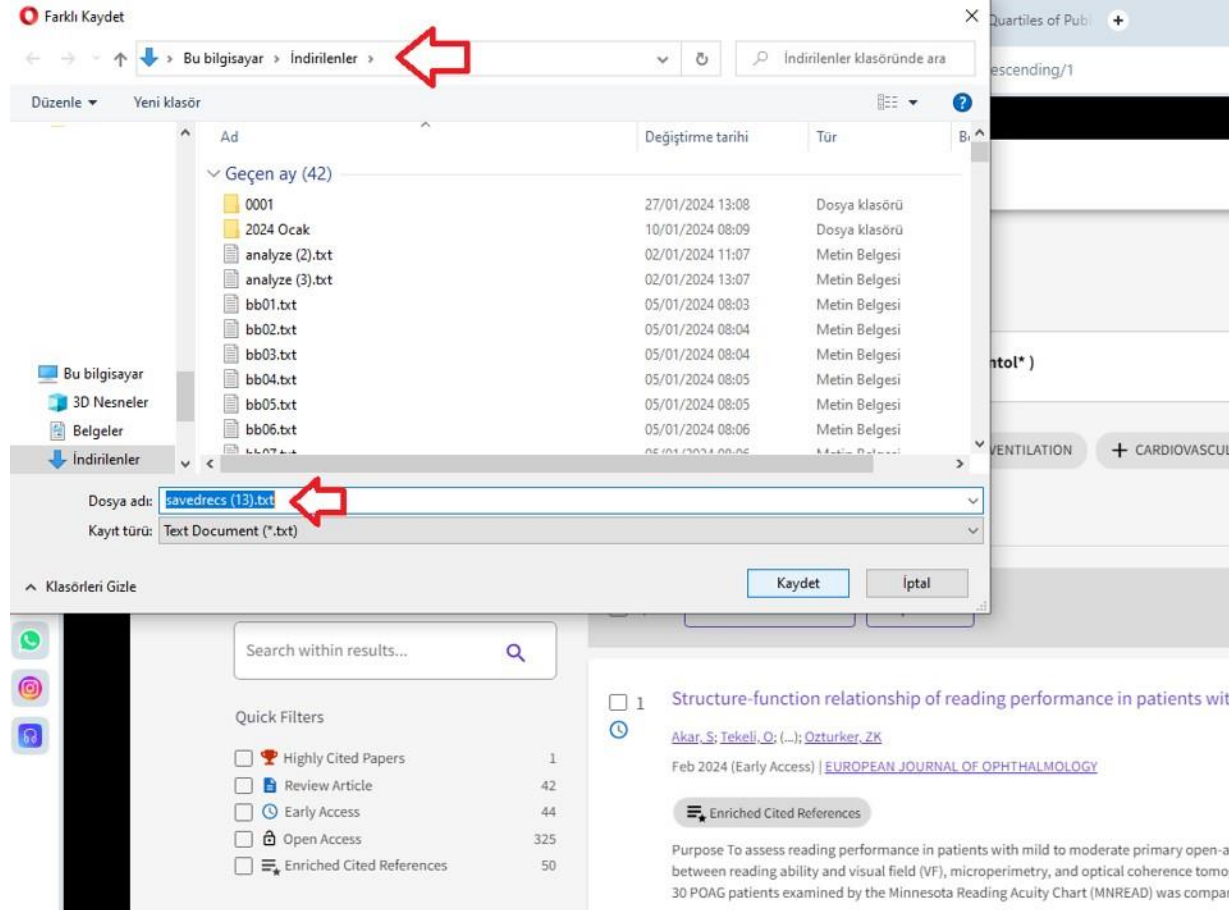 Farklı Kaydet
Quartiles of Publ
Bu bilgisayar › İndirilenler ›
İndirilenler klasöründe ara
escending/1
Düzenle
Yeni klasör
Ad
Değiştirme tarihi
Tür
Geçen ay (42)
0001 27/01/2024 13:08 Dosya klasörü
2024 Ocak 10/01/2024 08:09 Dosya klasörü
analyze (2).txt 02/01/2024 11:07 Metin Belgesi
analyze (3).txt 02/01/2024 13:07 Metin Belgesi
bb01.txt 05/01/2024 08:03 Metin Belgesi
bb02.txt 05/01/2024 08:04 Metin Belgesi
bb03.txt 05/01/2024 08:04 Metin Belgesi
bb04.txt 05/01/2024 08:05 Metin Belgesi
bb05.txt 05/01/2024 08:05 Metin Belgesi
bb06.txt 05/01/2024 08:06 Metin Belgesi
Bu bilgisayar
3D Nesneler
Belgeler
İndirilenler
ntol* )
VENTILATION
+ CARDIOVASCUL
Dosya adı: savedrecs (13).txt
Kayıt türü: Text Document (*.txt)
Klasörleri Gizle
Kaydet
İptal
Search within results...
Quick Filters
Highly Cited Papers 1
Review Article 42
Early Access 44
Open Access 325
Enriched Cited References 50
1
Structure-function relationship of reading performance in patients wit
Akar, S; Tekeli, O; (...); Ozturker, ZK
Feb 2024 (Early Access) | EUROPEAN JOURNAL OF OPHTHALMOLOGY
Enriched Cited References
Purpose To assess reading performance in patients with mild to moderate primary open-a
between reading ability and visual field (VF), microperimetry, and optical coherence tomo
30 POAG patients examined by the Minnesota Reading Acuity Chart (MNREAD) was compar